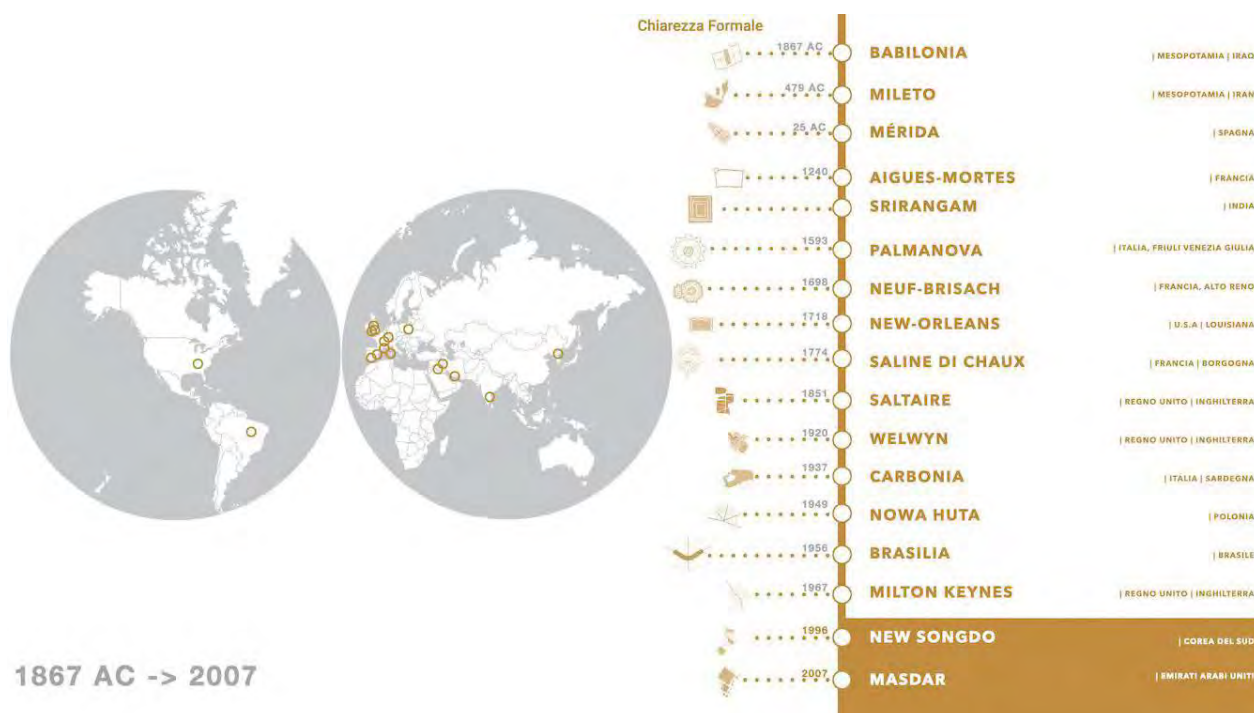 Chiarezza Formale
1867 AC BABILONIA | MESOPOTAMIA | IRAQ
479 AC MILETO | MESOPOTAMIA | IRAN
25 AC MÉRIDA | SPAGNA
1240 AIGUES-MORTES | FRANCIA
SRIRANGAM | INDIA
1593 PALMANOVA | ITALIA, FRIULI VENEZIA GIULIA
1698 NEUF-BRISACH | FRANCIA, ALTO RENO
1718 NEW-ORLEANS | U.S.A | LOUISIANA
1774 SALINE DI CHAUX | FRANCIA | BORGOGNA
1851 SALTAIRE | REGNO UNITO | INGHILTERRA
1920 WELWYN | REGNO UNITO | INGHILTERRA
1937 CARBONIA | ITALIA | SARDEGNA
1949 NOWA HUTA | POLONIA
1956 BRASILIA | BRASILE
1967 MILTON KEYNES | REGNO UNITO | INGHILTERRA
1996 NEW SONGDO | COREA DEL SUD
2007 MASDAR | EMIRATI ARABI UNITI
1867 AC -> 2007